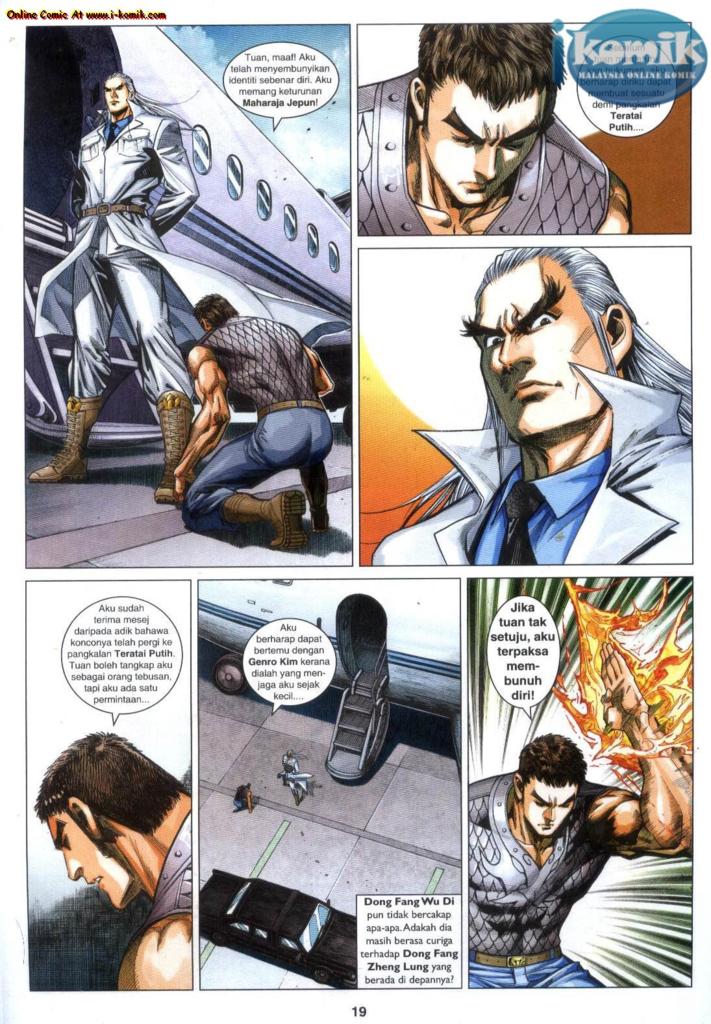 Online Comic At www.i-komik.com
ikomik
MALAYSIA ONLINE KOMIK
Tuan, maaf! Aku
telah menyembunyikan
identiti sebenar diri. Aku
memang keturunan
Maharaja Jepun!
berharap diriku dapat
membuat sesuatu
demi pangkalan
Teratai
Putih....
Aku sudah
terima mesej
daripada adik bahawa
konconya telah pergi ke
pangkalan Teratai Putih.
Tuan boleh tangkap aku
sebagai orang tebusan,
tapi aku ada satu
permintaan...
Aku
berharap dapat
bertemu dengan
Genro Kim kerana
dialah yang men-
jaga aku sejak
kecil....
Dong Fang Wu Di
pun tidak bercakap
apa-apa. Adakah dia
masih berasa curiga
terhadap Dong Fang
Zheng Lung yang
berada di depannya?
Jika
tuan tak
setuju, aku
terpaksa
mem-
bunuh
diri!
19